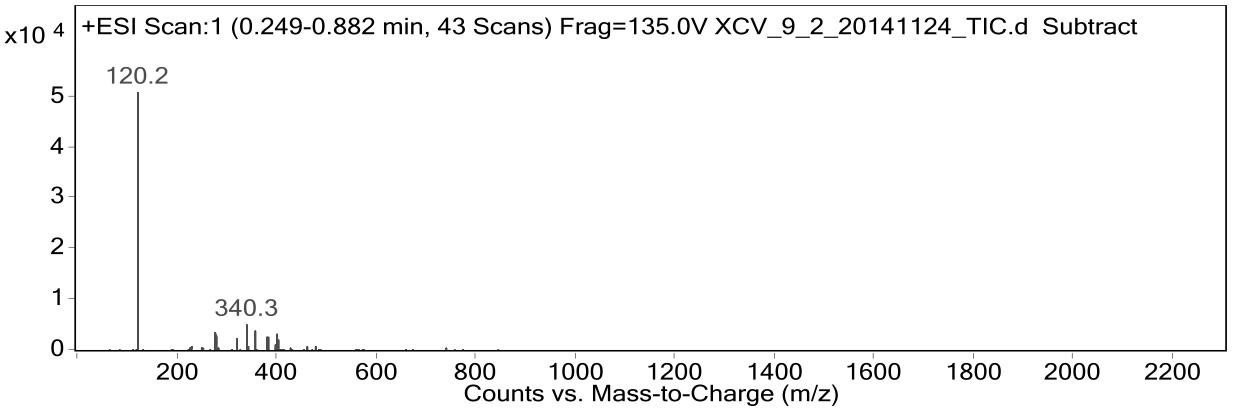 x10 4
+ESI Scan:1 (0.249-0.882 min, 43 Scans) Frag=135.0V XCV_9_2_20141124_TIC.d Subtract
120.2
5
4
3
2
340.3
1
0
200 400 600 800 1000 1200 1400 1600 1800 2000 2200
Counts vs. Mass-to-Charge (m/z)